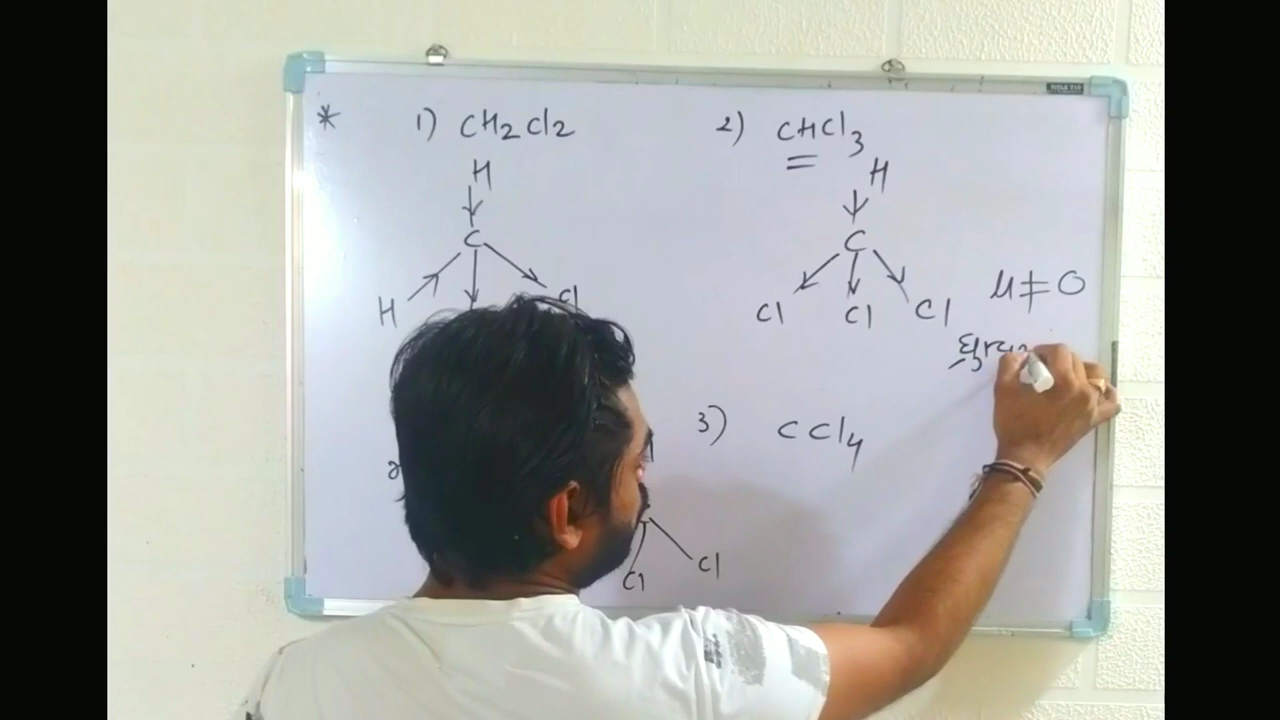 * 1) CH2Cl2
H
C
H Cl
2) CHCl3
H
C
Cl Cl Cl
μ ≠ 0
3) CCl4
Cl Cl